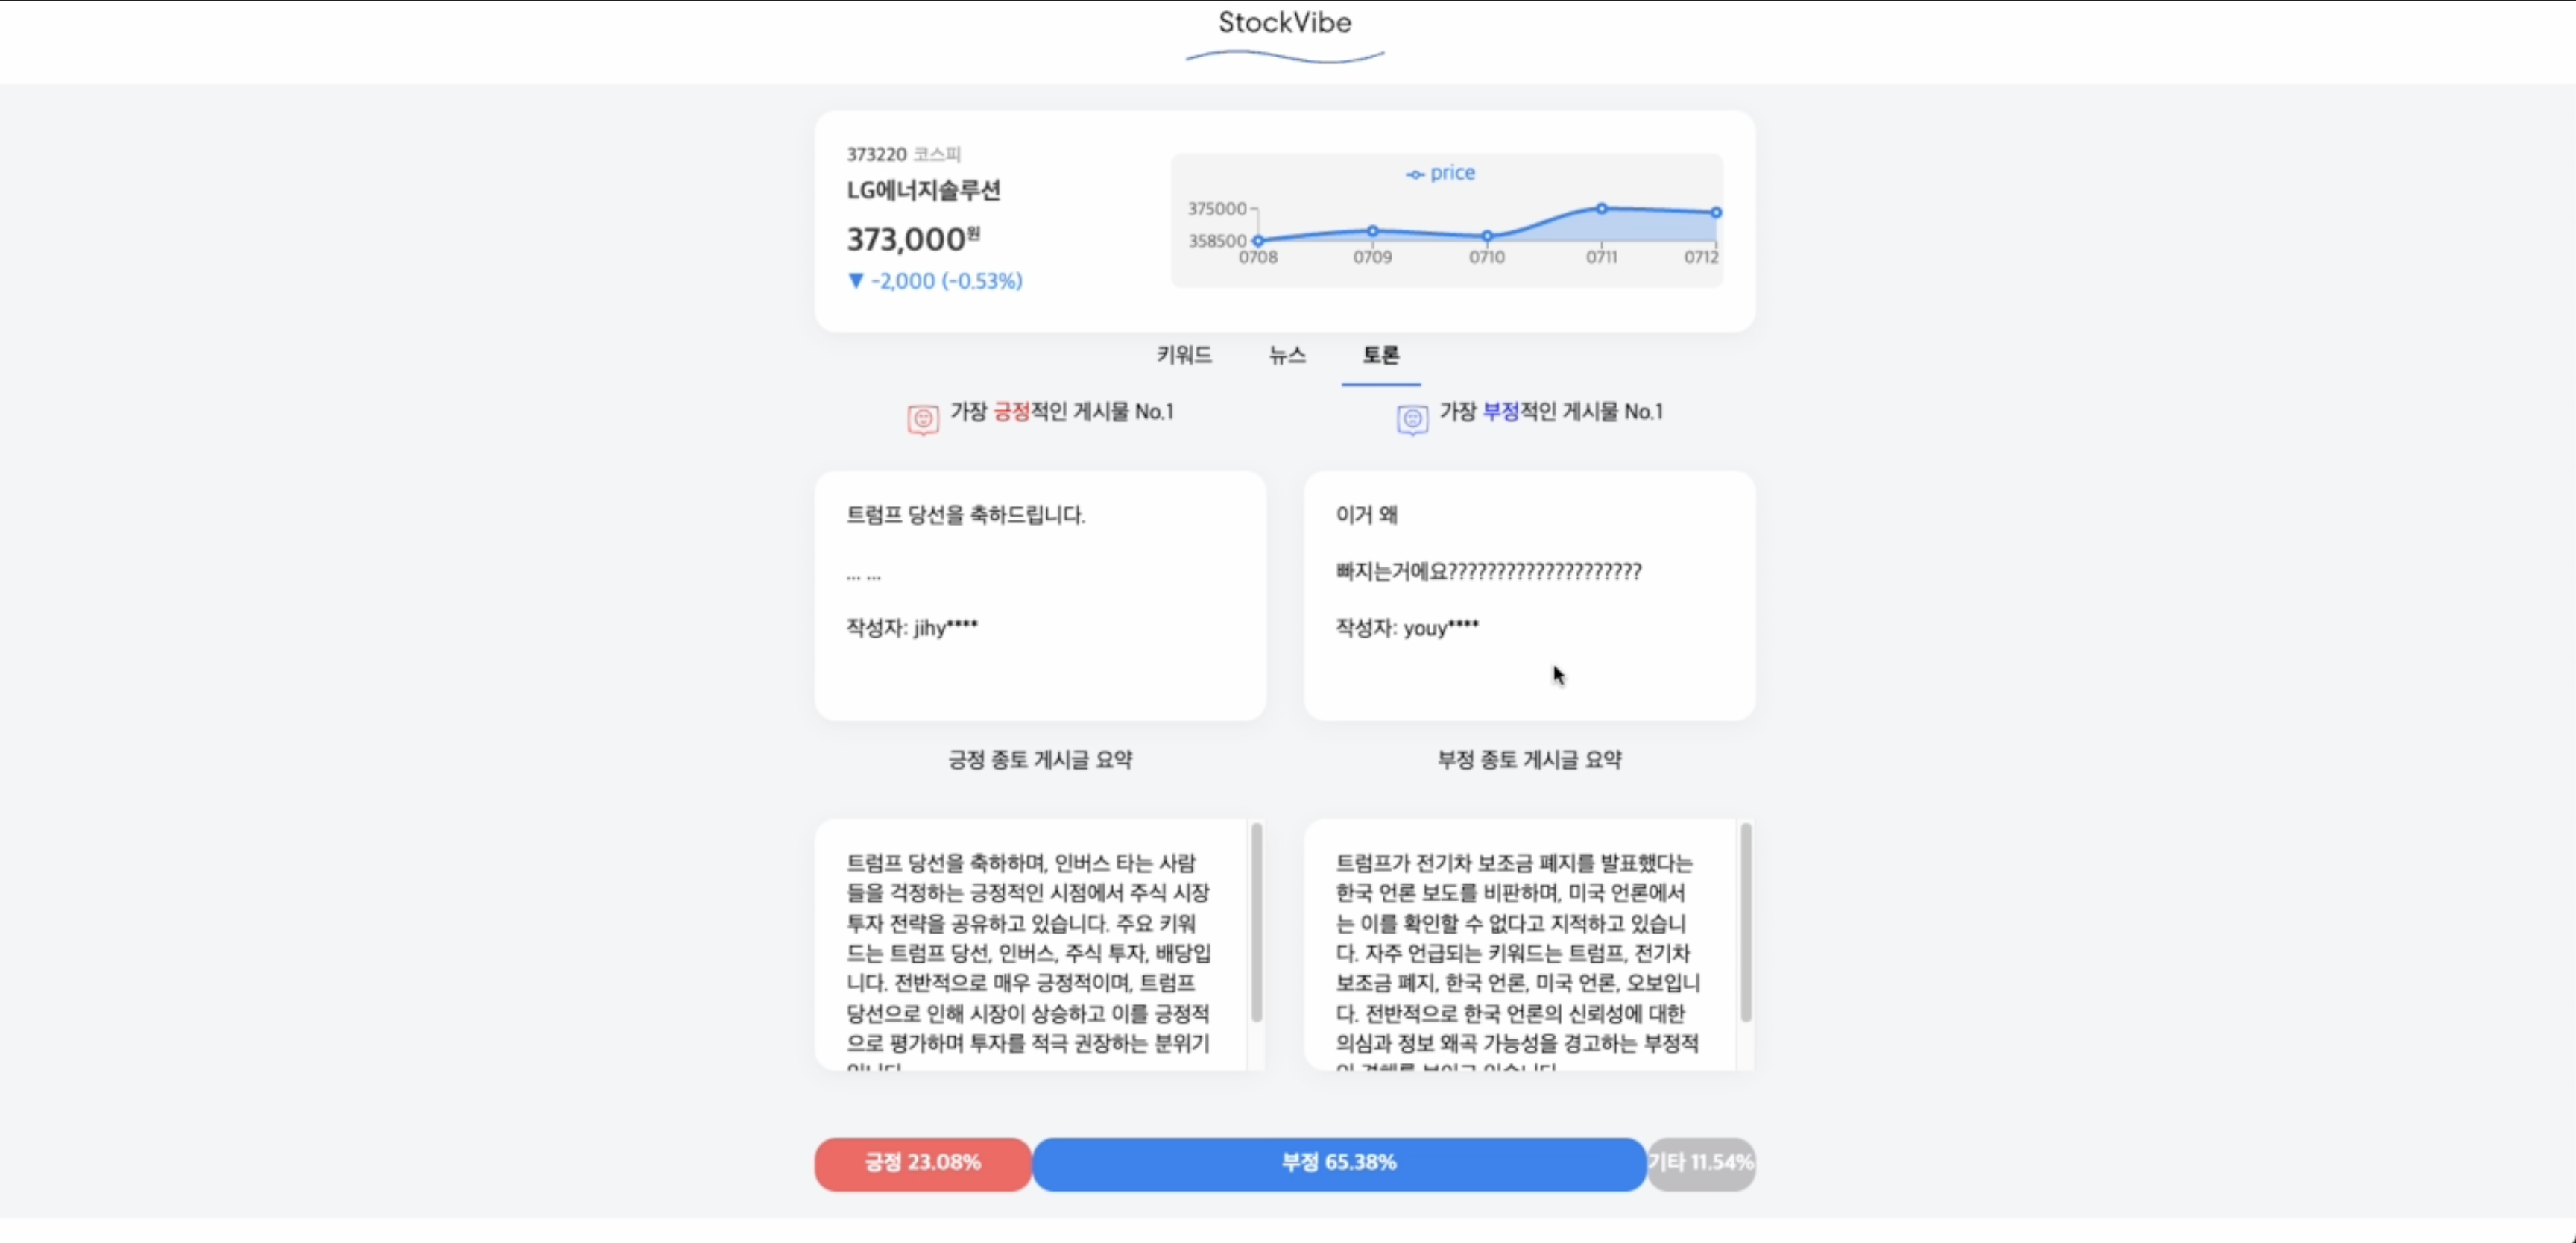 StockVibe
373220 코스피
LG에너지솔루션
373,000원
▼ -2,000 (-0.53%)
price
375000
358500
0708 0709 0710 0711 0712
키워드 뉴스 토론
가장 긍정적인 게시물 No.1
트럼프 당선을 축하드립니다.
... ...
작성자: jihy****
가장 부정적인 게시물 No.1
이거 왜
빠지는거에요????????????????????
작성자: youy****
긍정 종토 게시글 요약
트럼프 당선을 축하하며, 인버스 타는 사람
들을 걱정하는 긍정적인 시점에서 주식 시장
투자 전략을 공유하고 있습니다. 주요 키워
드는 트럼프 당선, 인버스, 주식 투자, 배당입
니다. 전반적으로 매우 긍정적이며, 트럼프
당선으로 인해 시장이 상승하고 이를 긍정적
으로 평가하며 투자를 적극 권장하는 분위기
부정 종토 게시글 요약
트럼프가 전기차 보조금 폐지를 발표했다는
한국 언론 보도를 비판하며, 미국 언론에서
는 이를 확인할 수 없다고 지적하고 있습니
다. 자주 언급되는 키워드는 트럼프, 전기차
보조금 폐지, 한국 언론, 미국 언론, 오보입니
다. 전반적으로 한국 언론의 신뢰성에 대한
의심과 정보 왜곡 가능성을 경고하는 부정적
긍정 23.08% 부정 65.38% 기타 11.54%